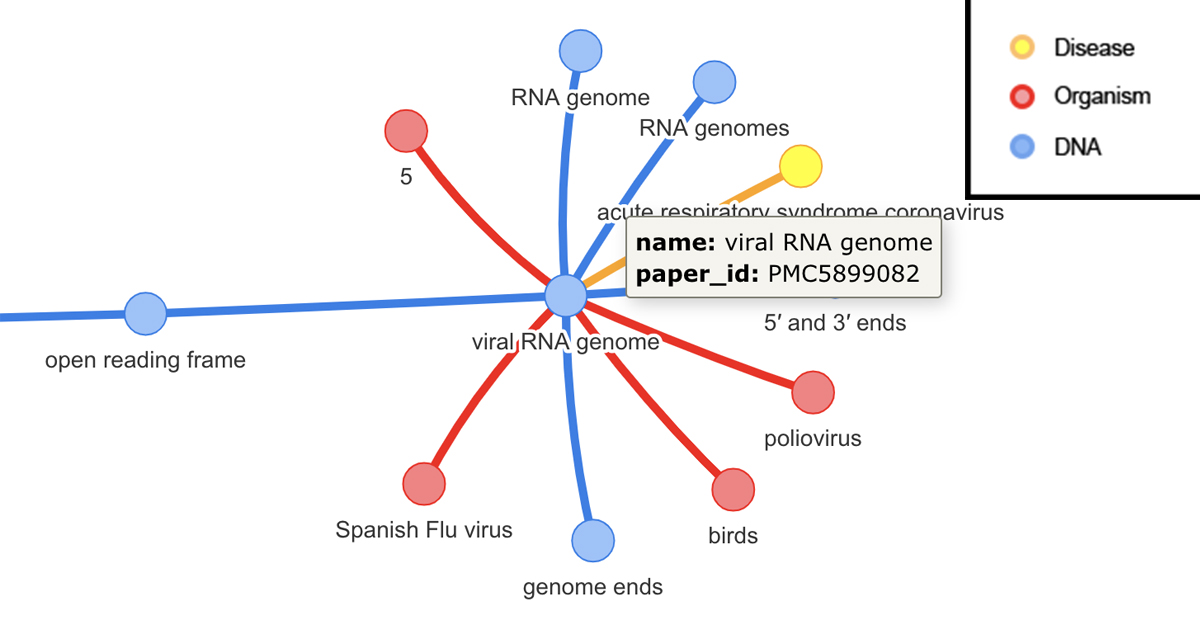 Disease
Organism
DNA
RNA genome
RNA genomes
5
acute respiratory syndrome coronavirus
name: viral RNA genome
paper_id: PMC5899082
5′ and 3′ ends
viral RNA genome
open reading frame
poliovirus
Spanish Flu virus
birds
genome ends